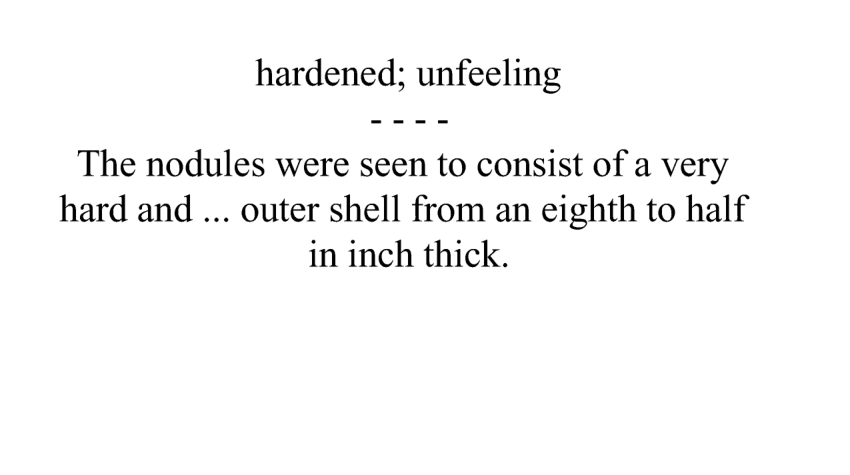 hardened; unfeeling
- - - -
The nodules were seen to consist of a very
hard and ... outer shell from an eighth to half
in inch thick.